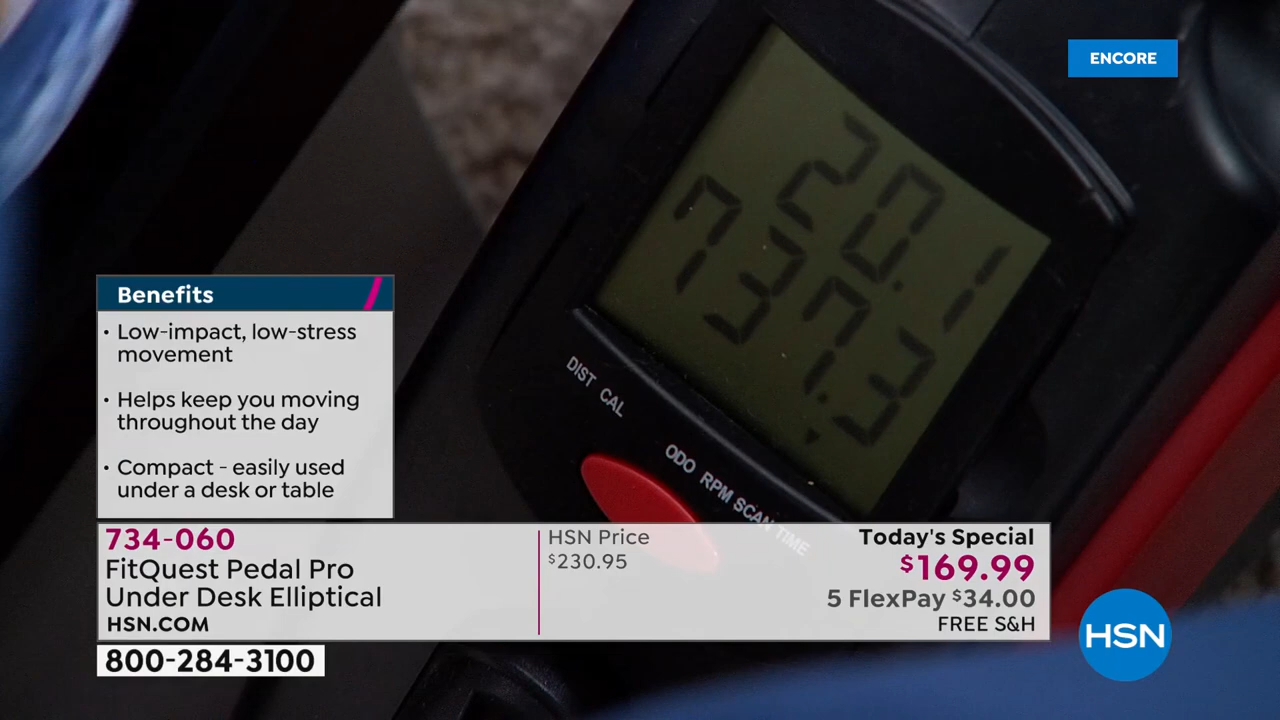 ENCORE
20.1
737.3
DIST CAL
ODO RPM SCAN TIME
Benefits
• Low-impact, low-stress
movement
• Helps keep you moving
throughout the day
• Compact - easily used
under a desk or table
734-060
FitQuest Pedal Pro
Under Desk Elliptical
HSN.COM
HSN Price
$230.95
Today's Special
$169.99
5 FlexPay $34.00
FREE S&H
800-284-3100
HSN